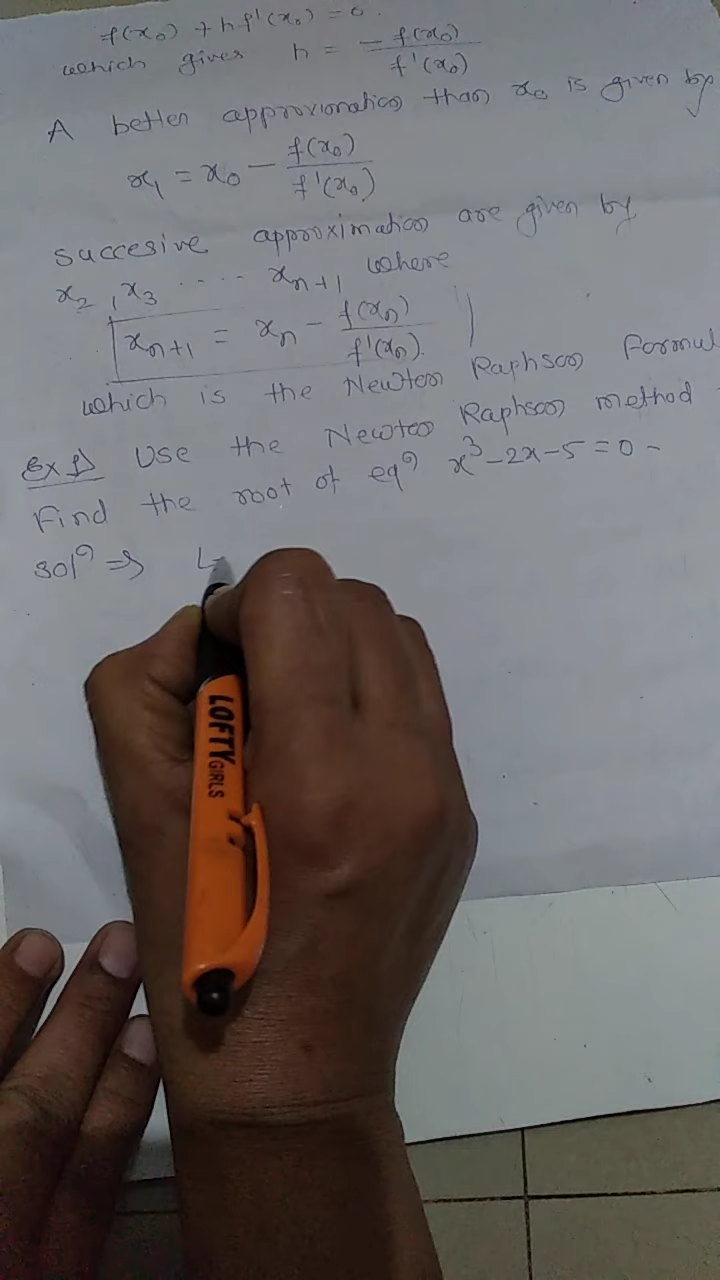 f(x₀) + h f'(x₀) = 0.
which gives h = -f(x₀)/f'(x₀)
A better approximation than x₀ is given by
x₁ = x₀ - f(x₀)/f'(x₀)
Succesive approximation are given by
x₂, x₃ .... xₙ₊₁ where
xₙ₊₁ = xₙ - f(xₙ)/f'(xₙ).
which is the Newton Raphson Formul
Ex 1) Use the Newton Raphson method
Find the root of eqⁿ x³-2x-5=0-
solⁿ ⇒ L
LOFTY GIRLS